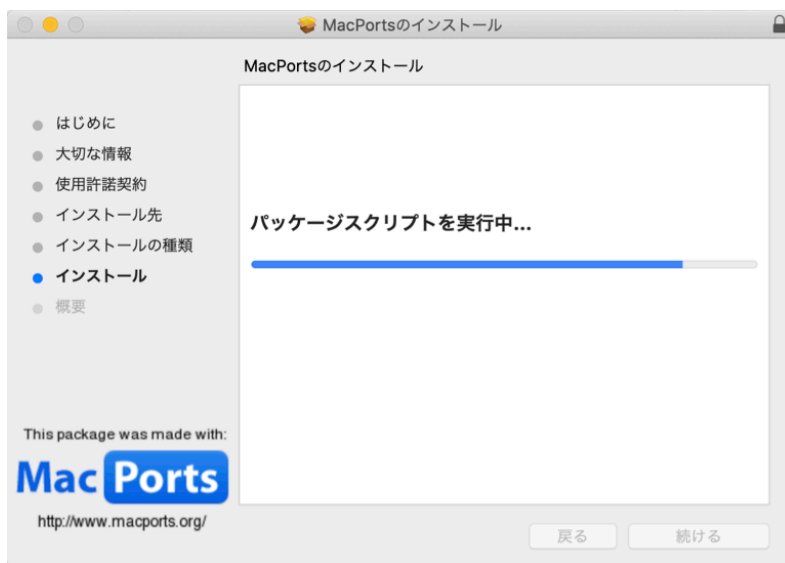 MacPortsのインストール
MacPortsのインストール
はじめに
大切な情報
使用許諾契約
インストール先
インストールの種類
インストール
概要
パッケージスクリプトを実行中...
This package was made with:
Mac Ports
http://www.macports.org/
戻る
続ける